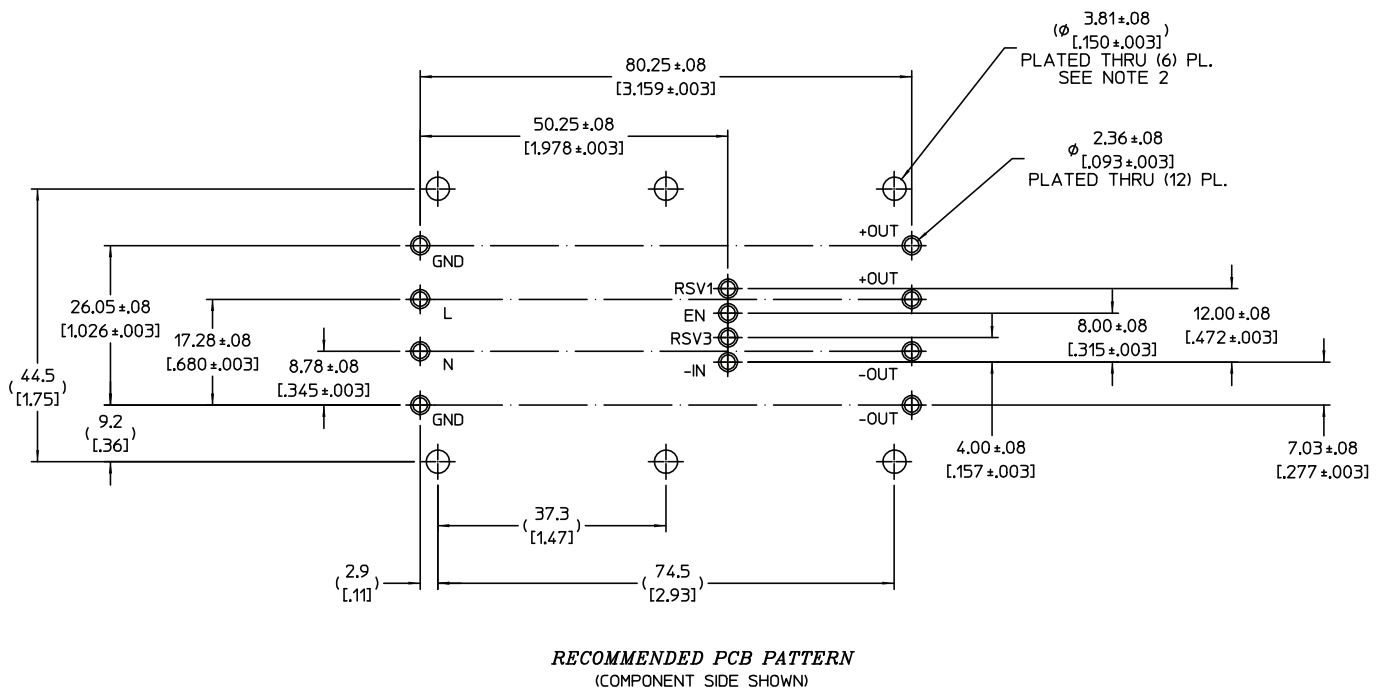 (ø 3.81±.08 )
[.150±.003]
PLATED THRU (6) PL.
SEE NOTE 2
80.25±.08
[3.159±.003]
50.25±.08
[1.978±.003]
ø 2.36±.08
[.093±.003]
PLATED THRU (12) PL.
+OUT
GND
RSV1
+OUT
L
EN
RSV3
N
-IN
-OUT
GND
-OUT
26.05±.08
[1.026±.003]
17.28±.08
[.680±.003]
8.78±.08
[.345±.003]
(44.5)
[1.75]
(9.2)
[.36]
12.00±.08
[.472±.003]
8.00±.08
[.315±.003]
4.00±.08
[.157±.003]
7.03±.08
[.277±.003]
(37.3)
[1.47]
(2.9)
[.11]
(74.5)
[2.93]
RECOMMENDED PCB PATTERN
(COMPONENT SIDE SHOWN)